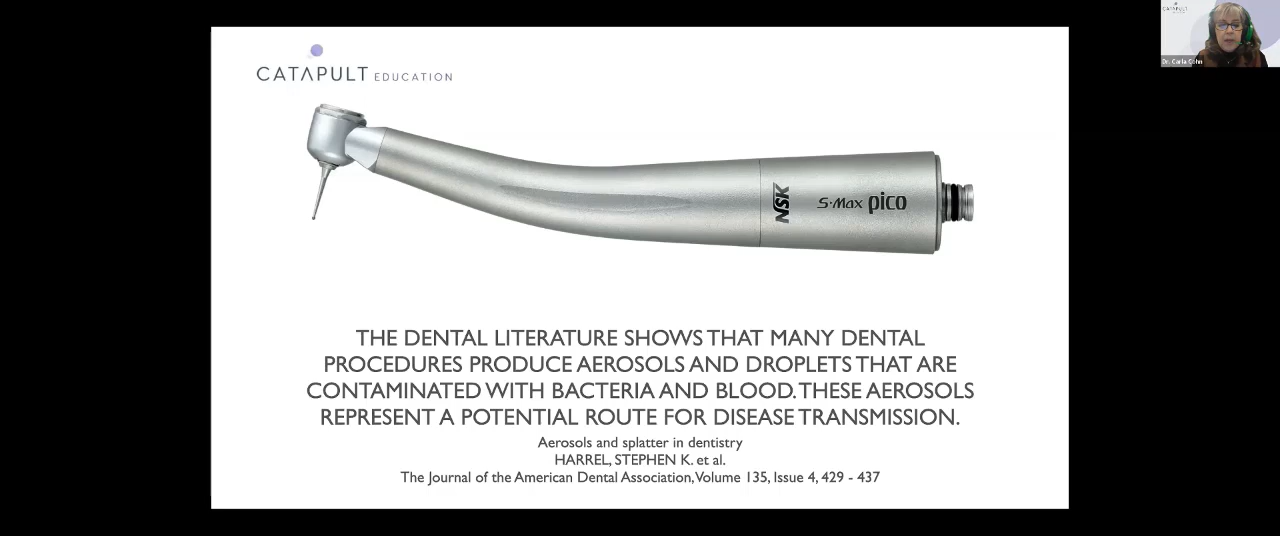 CATAPULT EDUCATION
NSK
S-Max pico
THE DENTAL LITERATURE SHOWS THAT MANY DENTAL
PROCEDURES PRODUCE AEROSOLS AND DROPLETS THAT ARE
CONTAMINATED WITH BACTERIA AND BLOOD. THESE AEROSOLS
REPRESENT A POTENTIAL ROUTE FOR DISEASE TRANSMISSION.
Aerosols and splatter in dentistry
HARREL, STEPHEN K. et al.
The Journal of the American Dental Association, Volume 135, Issue 4, 429 - 437
CATAPULT
Dr. Carla Cohn